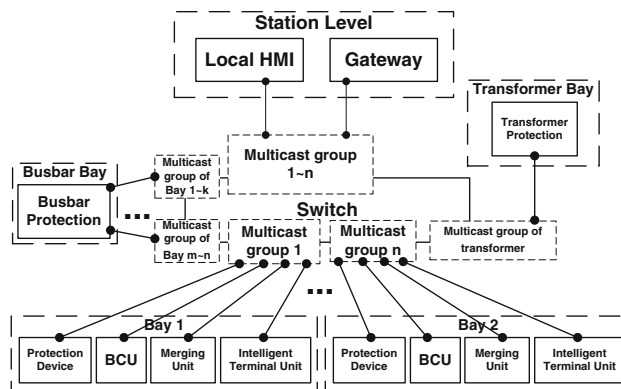 Station Level
Local HMI
Gateway
Transformer Bay
Transformer
Protection
Multicast group
1~n
Busbar Bay
Busbar
Protection
Multicast
group of
Bay 1~k
...
Multicast
group of
Bay m~n
Switch
Multicast
group 1
Multicast
group n
Multicast group of
transformer
...
Bay 1
Protection
Device
BCU
Merging
Unit
Intelligent
Terminal Unit
Bay 2
Protection
Device
BCU
Merging
Unit
Intelligent
Terminal Unit